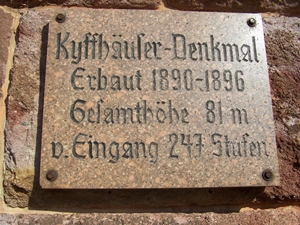 Kyffhäuser-Denkmal
Erbaut 1890-1896
Gesamthöhe 81 m
v. Eingang 247 Stufen